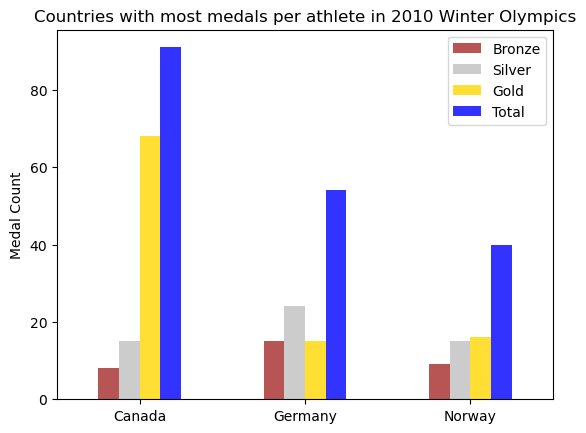 Countries with most medals per athlete in 2010 Winter Olympics
Bronze
Silver
Gold
Total
Medal Count
80
60
40
20
0
Canada
Germany
Norway